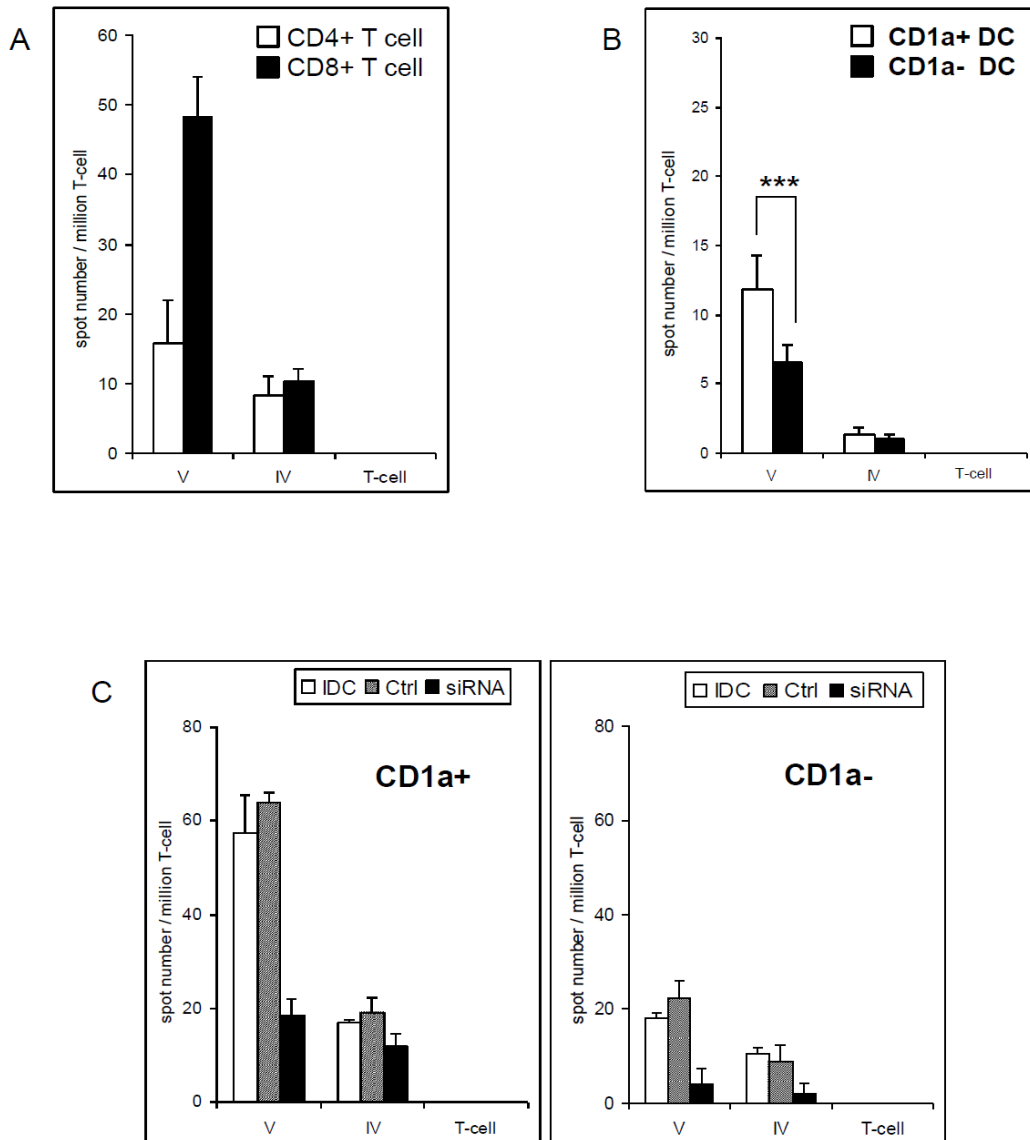 A
CD4+ T cell
CD8+ T cell
60
50
40
30
20
10
0
spot number / million T-cell
V IV T-cell
B
CD1a+ DC
CD1a- DC
30
25
20
15
10
5
0
spot number / million T-cell
***
V IV T-cell
C
IDC Ctrl siRNA
80
60
40
20
0
spot number / million T-cell
CD1a+
V IV T-cell
IDC Ctrl siRNA
80
60
40
20
0
spot number / million T-cell
CD1a-
V IV T-cell